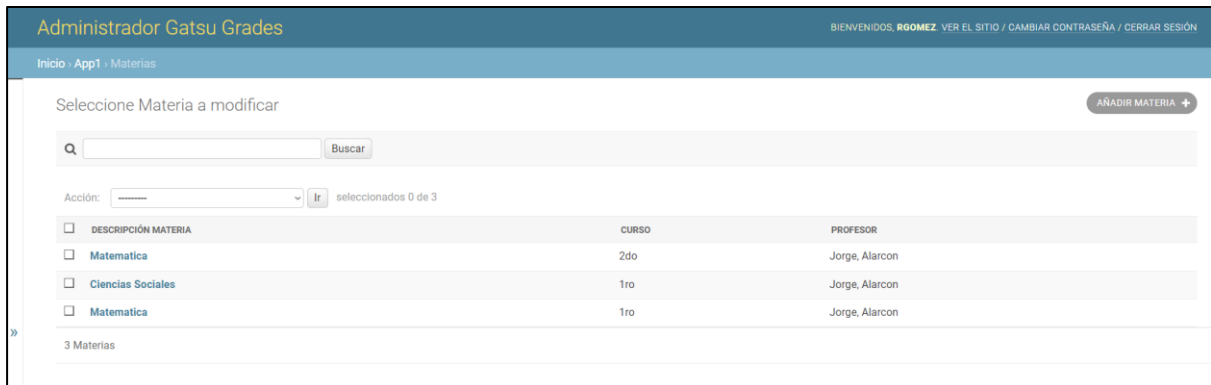 Administrador Gatsu Grades
BIENVENIDOS, RGOMEZ. VER EL SITIO / CAMBIAR CONTRASEÑA / CERRAR SESIÓN
Inicio › App1 › Materias
Seleccione Materia a modificar
AÑADIR MATERIA +
Buscar
Acción: --------- Ir seleccionados 0 de 3
DESCRIPCIÓN MATERIA CURSO PROFESOR
Matematica 2do Jorge, Alarcon
Ciencias Sociales 1ro Jorge, Alarcon
Matematica 1ro Jorge, Alarcon
»
3 Materias